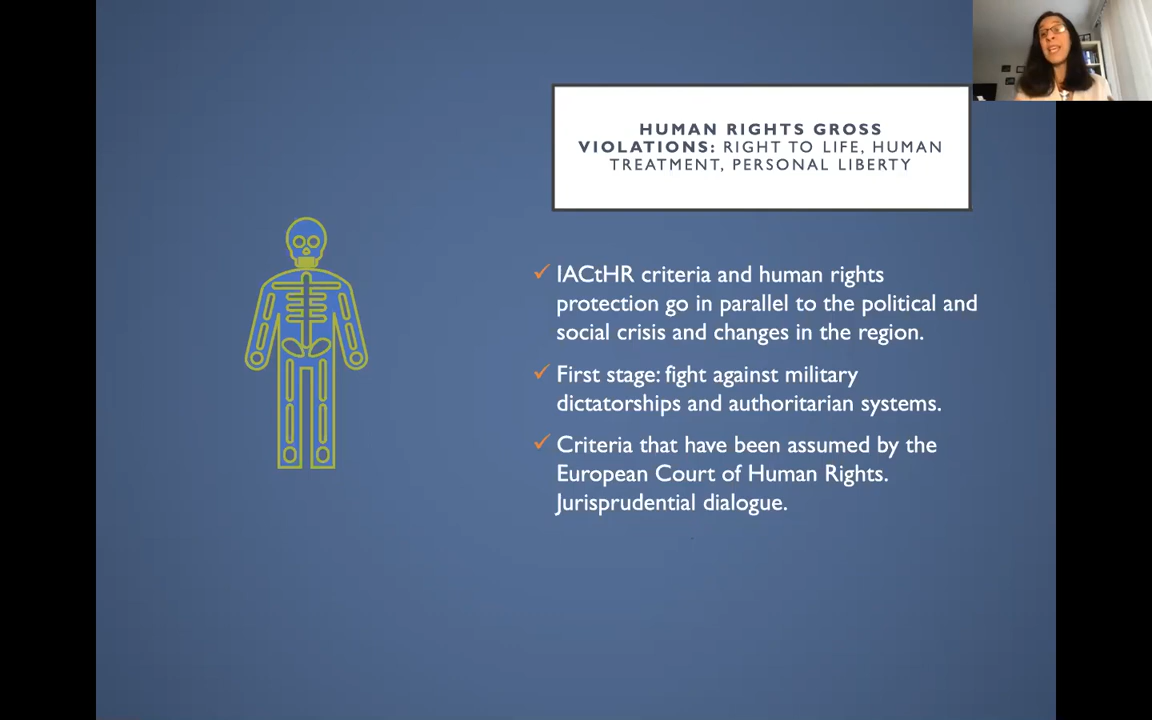 HUMAN RIGHTS GROSS
VIOLATIONS: RIGHT TO LIFE, HUMAN
TREATMENT, PERSONAL LIBERTY
✓ IACtHR criteria and human rights
protection go in parallel to the political and
social crisis and changes in the region.
✓ First stage: fight against military
dictatorships and authoritarian systems.
✓ Criteria that have been assumed by the
European Court of Human Rights.
Jurisprudential dialogue.